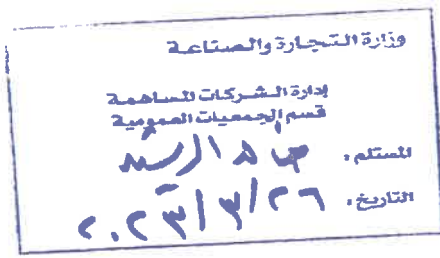 وزارة التجارة والصناعة
إدارة الشركات المساهمة
قسم الجمعيات العمومية
المستلم :
التاريخ : ٢٠٢٣/٣/٢٦